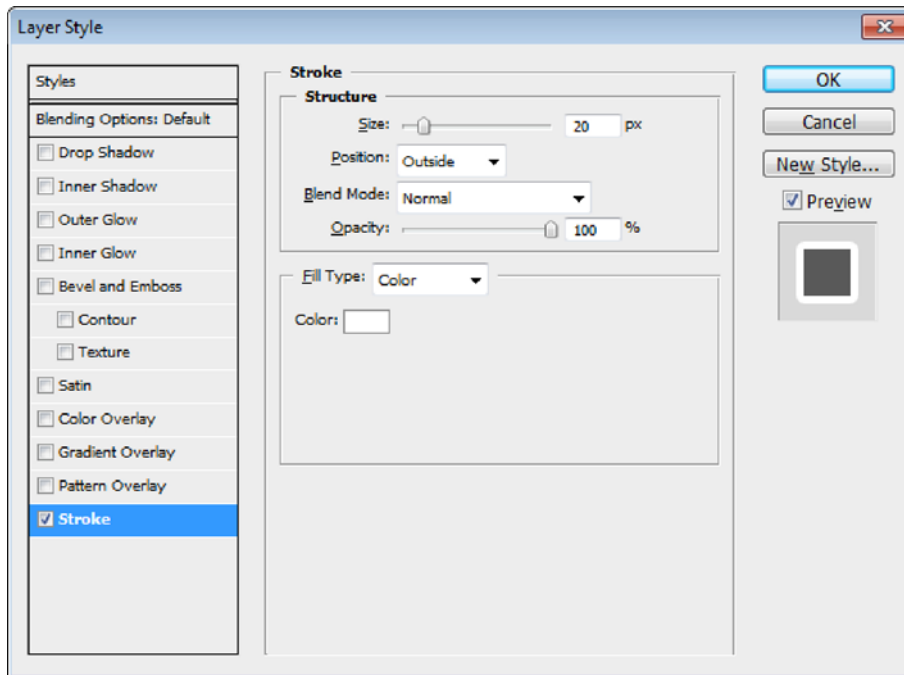 Layer Style
Styles
Blending Options: Default
Drop Shadow
Inner Shadow
Outer Glow
Inner Glow
Bevel and Emboss
Contour
Texture
Satin
Color Overlay
Gradient Overlay
Pattern Overlay
Stroke
Stroke
Structure
Size: 20 px
Position: Outside
Blend Mode: Normal
Opacity: 100 %
Fill Type: Color
Color:
OK
Cancel
New Style...
Preview